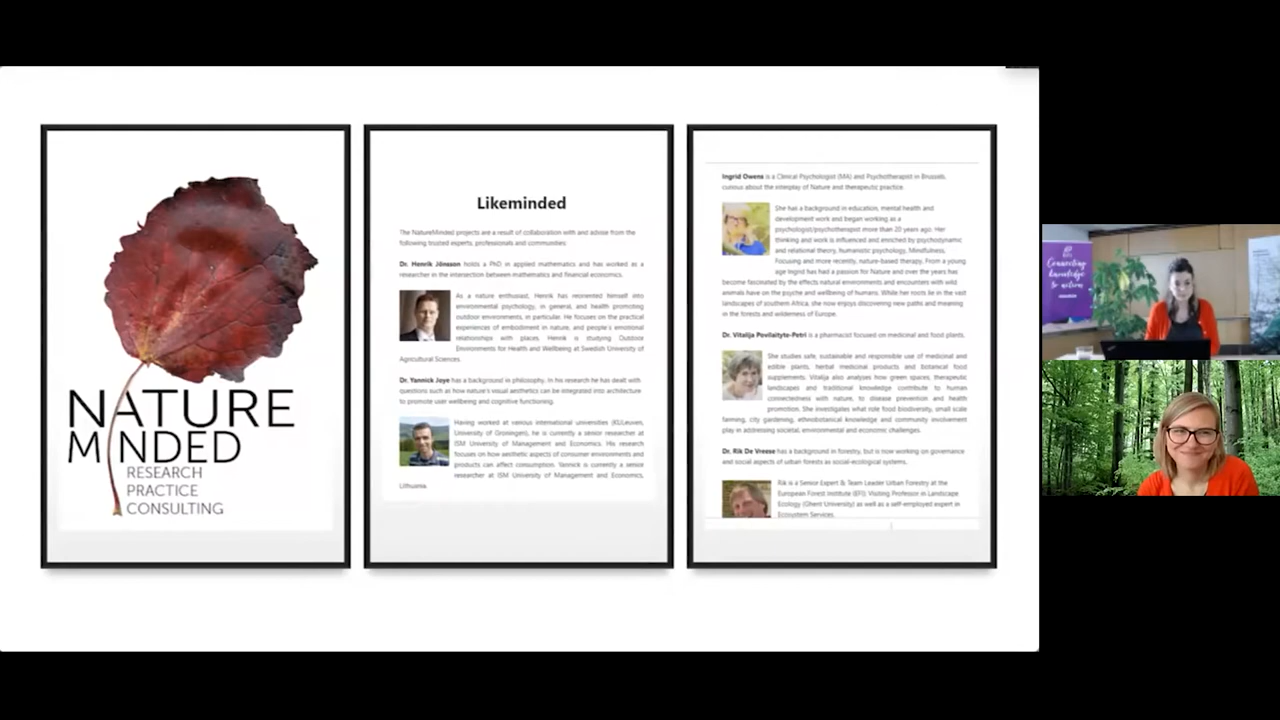 NATURE
MINDED
RESEARCH
PRACTICE
CONSULTING
Likeminded
The NatureMinded projects are a result of collaboration with and advise from the
following trusted experts, professionals and communities:
Dr. Henrik Jönsson holds a PhD in applied mathematics and has worked as a
researcher in the intersection between mathematics and financial economics.
As a nature enthusiast, Henrik has reoriented himself into
environmental psychology, in general, and health promoting
outdoor environments, in particular. He focuses on the practical
experiences of embodiment in nature, and people's emotional
relationships with places. Henrik is studying Outdoor
Environments for Health and Wellbeing at Swedish University of
Agricultural Sciences.
Dr. Yannick Joye has a background in philosophy. In his research he has dealt with
questions such as how nature's visual aesthetics can be integrated into architecture
to promote user wellbeing and cognitive functioning.
Having worked at various international universities (KULeuven,
University of Groningen), he is currently a senior researcher at
ISM University of Management and Economics. His research
focuses on how aesthetic aspects of consumer environments and
products can affect consumption. Yannick is currently a senior
researcher at ISM University of Management and Economics,
Lithuania.
Ingrid Owens is a Clinical Psychologist (MA) and Psychotherapist in Brussels,
curious about the interplay of Nature and therapeutic practice.
She has a background in education, mental health and
development work and began working as a
psychologist/psychotherapist more than 20 years ago. Her
thinking and work is influenced and enriched by psychodynamic
and relational theory, humanistic psychology, Mindfulness,
Focusing and more recently, nature-based therapy. From a young
age Ingrid has had a passion for Nature and over the years has
become fascinated by the effects natural environments and encounters with wild
animals have on the psyche and wellbeing of humans. While her roots lie in the vast
landscapes of southern Africa, she now enjoys discovering new paths and meaning
in the forests and wilderness of Europe.
Dr. Vitalija Povilaityto-Petri is a pharmacist focused on medicinal and food plants.
She studies safe, sustainable and responsible use of medicinal and
edible plants, herbal medicinal products and botanical food
supplements. Vitalija also analyses how green spaces, therapeutic
landscapes and traditional knowledge contribute to human
connectedness with nature, to disease prevention and health
promotion. She investigates what role food biodiversity, small scale
farming, city gardening, ethnobotanical knowledge and community involvement
play in addressing societal, environmental and economic challenges.
Dr. Rik De Vreese has a background in forestry, but is now working on governance
and social aspects of urban forests as social-ecological systems.
Rik is a Senior Expert & Team Leader Urban Forestry at the
European Forest Institute (EFI); Visiting Professor in Landscape
Ecology (Ghent University) as well as a self-employed expert in
Ecosystem Services.
Connecting
knowledge
to action